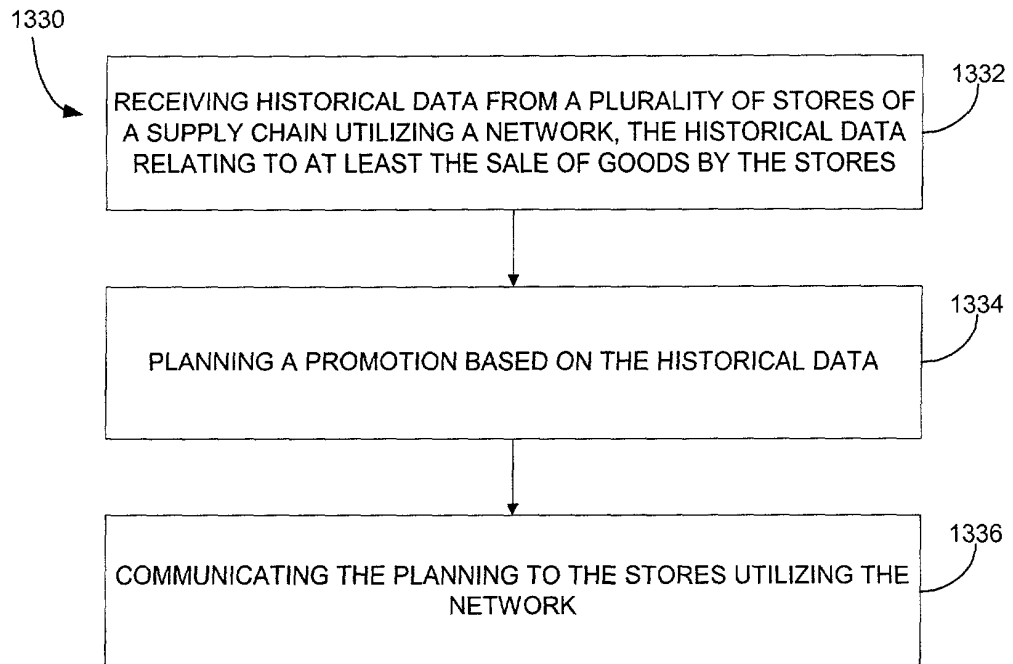 1330
1332
RECEIVING HISTORICAL DATA FROM A PLURALITY OF STORES OF
A SUPPLY CHAIN UTILIZING A NETWORK, THE HISTORICAL DATA
RELATING TO AT LEAST THE SALE OF GOODS BY THE STORES
1334
PLANNING A PROMOTION BASED ON THE HISTORICAL DATA
1336
COMMUNICATING THE PLANNING TO THE STORES UTILIZING THE
NETWORK